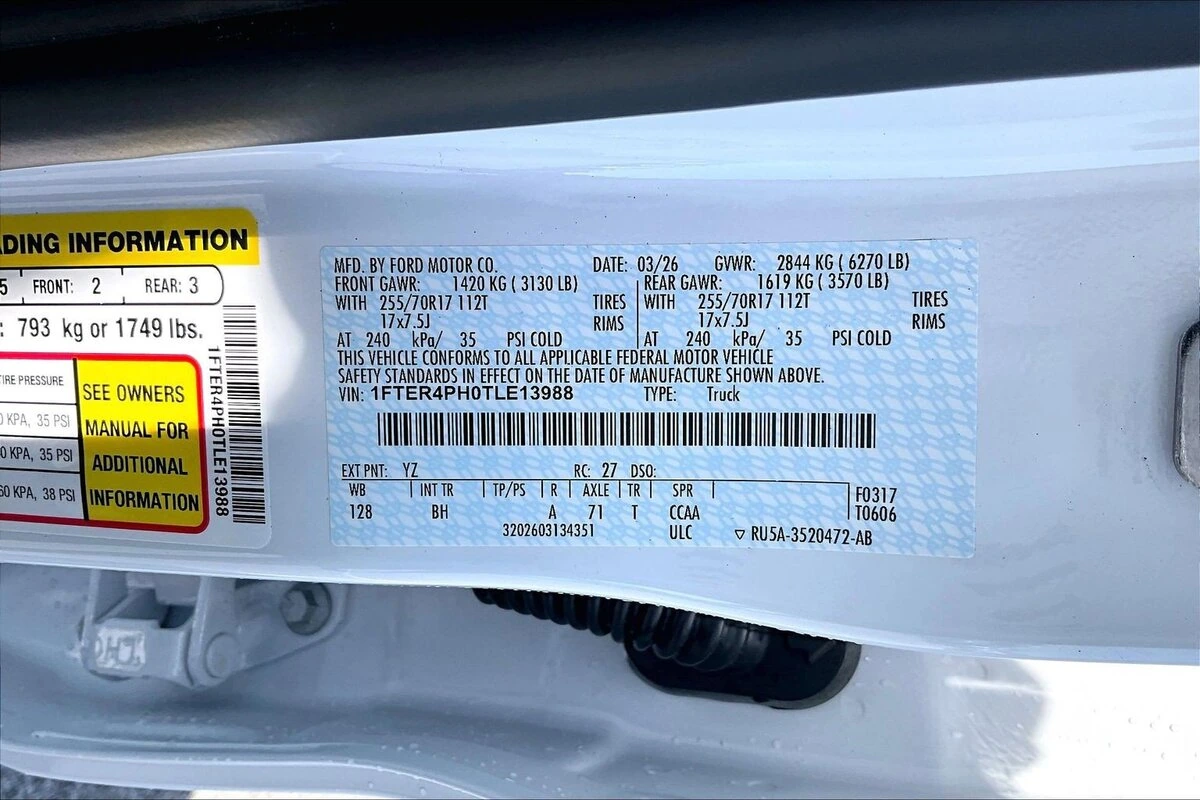 ADING INFORMATION
5 FRONT: 2 REAR: 3
: 793 kg or 1749 lbs.
IRE PRESSURE
0 KPA, 35 PSI
0 KPA, 35 PSI
60 KPA, 38 PSI
SEE OWNERS
MANUAL FOR
ADDITIONAL
INFORMATION
1FTER4PH0TLE13988
MFD. BY FORD MOTOR CO. DATE: 03/26 GVWR: 2844 KG ( 6270 LB)
FRONT GAWR: 1420 KG ( 3130 LB) REAR GAWR: 1619 KG ( 3570 LB)
WITH 255/70R17 112T TIRES WITH 255/70R17 112T TIRES
17x7.5J RIMS 17x7.5J RIMS
AT 240 kPa/ 35 PSI COLD AT 240 kPa/ 35 PSI COLD
THIS VEHICLE CONFORMS TO ALL APPLICABLE FEDERAL MOTOR VEHICLE
SAFETY STANDARDS IN EFFECT ON THE DATE OF MANUFACTURE SHOWN ABOVE.
VIN: 1FTER4PH0TLE13988 TYPE: Truck
EXT PNT: YZ RC: 27 DSO:
WB INT TR TP/PS R AXLE TR SPR F0317
128 BH A 71 T CCAA T0606
3202603134351 ULC ▽ RU5A-3520472-AB